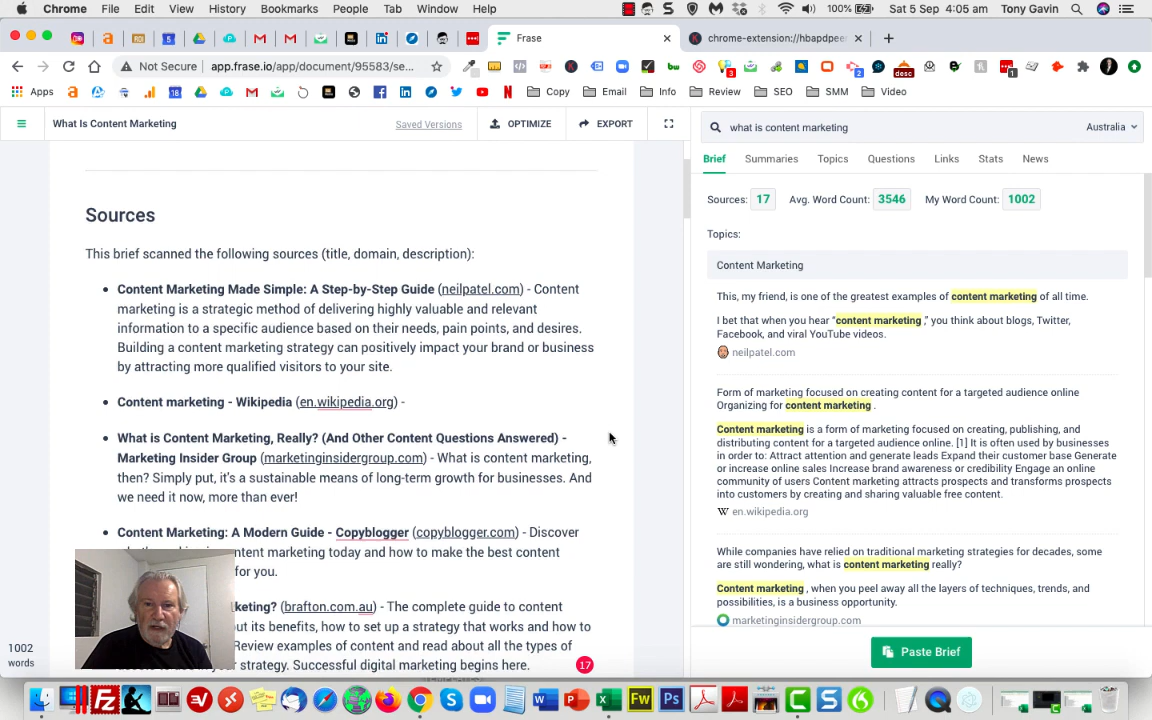 Chrome File Edit View History Bookmarks People Tab Window Help 100% Sat 5 Sep 4:05 am Tony Gavin
Frase
chrome-extension://hbapdpee
Not Secure app.frase.io/app/document/95583/se...
3 2 desc 1
Apps Copy Email Info Review SEO SMM Video
What Is Content Marketing Saved Versions OPTIMIZE EXPORT
Sources
This brief scanned the following sources (title, domain, description):
• Content Marketing Made Simple: A Step-by-Step Guide (neilpatel.com) - Content
marketing is a strategic method of delivering highly valuable and relevant
information to a specific audience based on their needs, pain points, and desires.
Building a content marketing strategy can positively impact your brand or business
by attracting more qualified visitors to your site.
• Content marketing - Wikipedia (en.wikipedia.org) -
• What is Content Marketing, Really? (And Other Content Questions Answered) -
Marketing Insider Group (marketinginsidergroup.com) - What is content marketing,
then? Simply put, it's a sustainable means of long-term growth for businesses. And
we need it now, more than ever!
• Content Marketing: A Modern Guide - Copyblogger (copyblogger.com) - Discover
ntent marketing today and how to make the best content
for you.
keting? (brafton.com.au) - The complete guide to content
ut its benefits, how to set up a strategy that works and how to
Review examples of content and read about all the types of
strategy. Successful digital marketing begins here.
17
1002
words
what is content marketing Australia
Brief Summaries Topics Questions Links Stats News
Sources: 17 Avg. Word Count: 3546 My Word Count: 1002
Topics:
Content Marketing
This, my friend, is one of the greatest examples of content marketing of all time.
I bet that when you hear “content marketing ,” you think about blogs, Twitter,
Facebook, and viral YouTube videos.
neilpatel.com
Form of marketing focused on creating content for a targeted audience online
Organizing for content marketing .
Content marketing is a form of marketing focused on creating, publishing, and
distributing content for a targeted audience online. [1] It is often used by businesses
in order to: Attract attention and generate leads Expand their customer base Generate
or increase online sales Increase brand awareness or credibility Engage an online
community of users Content marketing attracts prospects and transforms prospects
into customers by creating and sharing valuable free content.
W en.wikipedia.org
While companies have relied on traditional marketing strategies for decades, some
are still wondering, what is content marketing really?
Content marketing , when you peel away all the layers of techniques, trends, and
possibilities, is a business opportunity.
marketinginsidergroup.com
Paste Brief